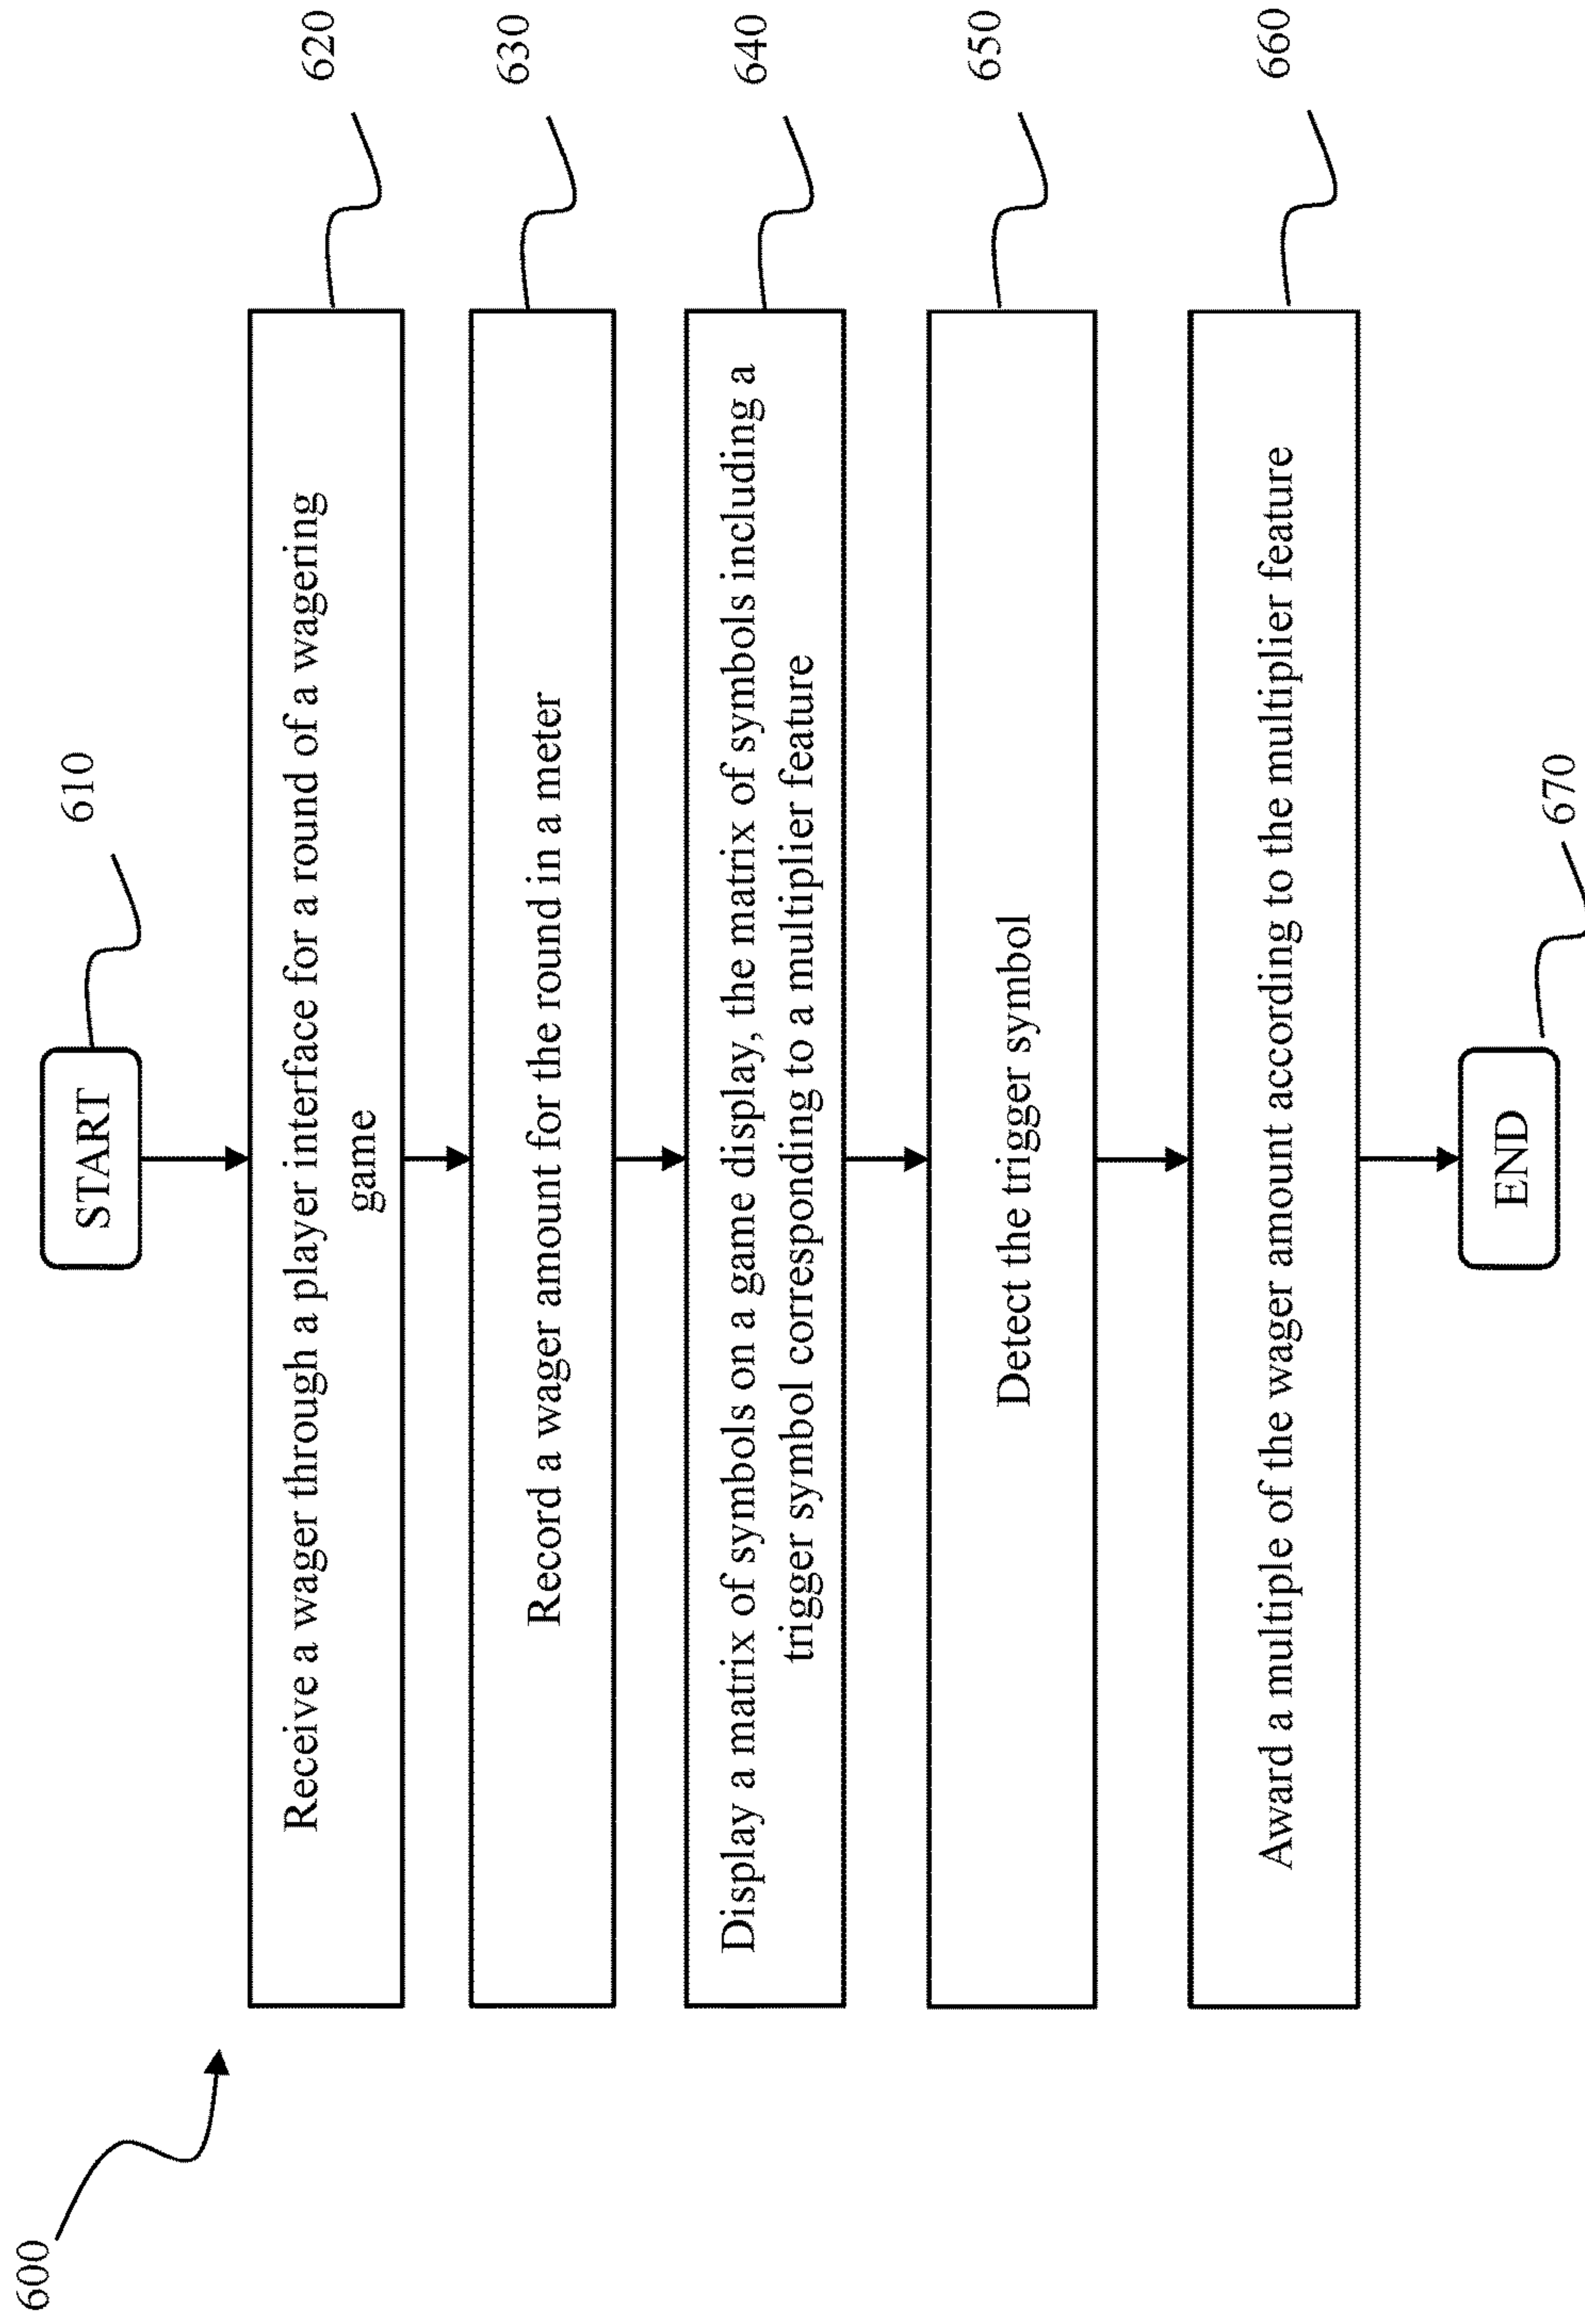 600
START
610
Receive a wager through a player interface for a round of a wagering
game
620
Record a wager amount for the round in a meter
630
Display a matrix of symbols on a game display, the matrix of symbols including a
trigger symbol corresponding to a multiplier feature
640
Detect the trigger symbol
650
Award a multiple of the wager amount according to the multiplier feature
660
END
670